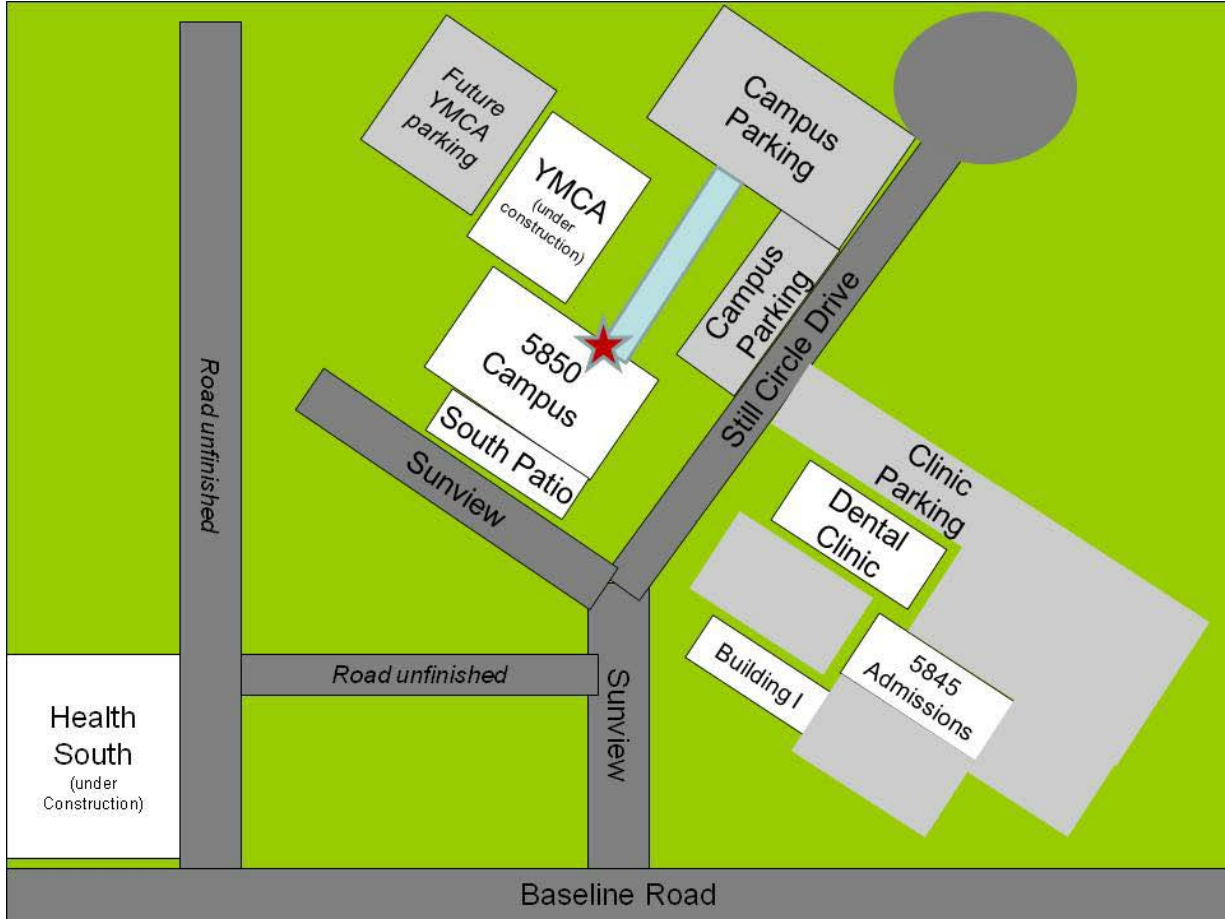 Future
YMCA
parking
YMCA
(under
construction)
Campus
Parking
Campus
Parking
5850
Campus
South Patio
Sunview
Still Circle Drive
Road unfinished
Clinic
Parking
Dental
Clinic
Building I
5845
Admissions
Road unfinished
Sunview
Health
South
(under
Construction)
Baseline Road